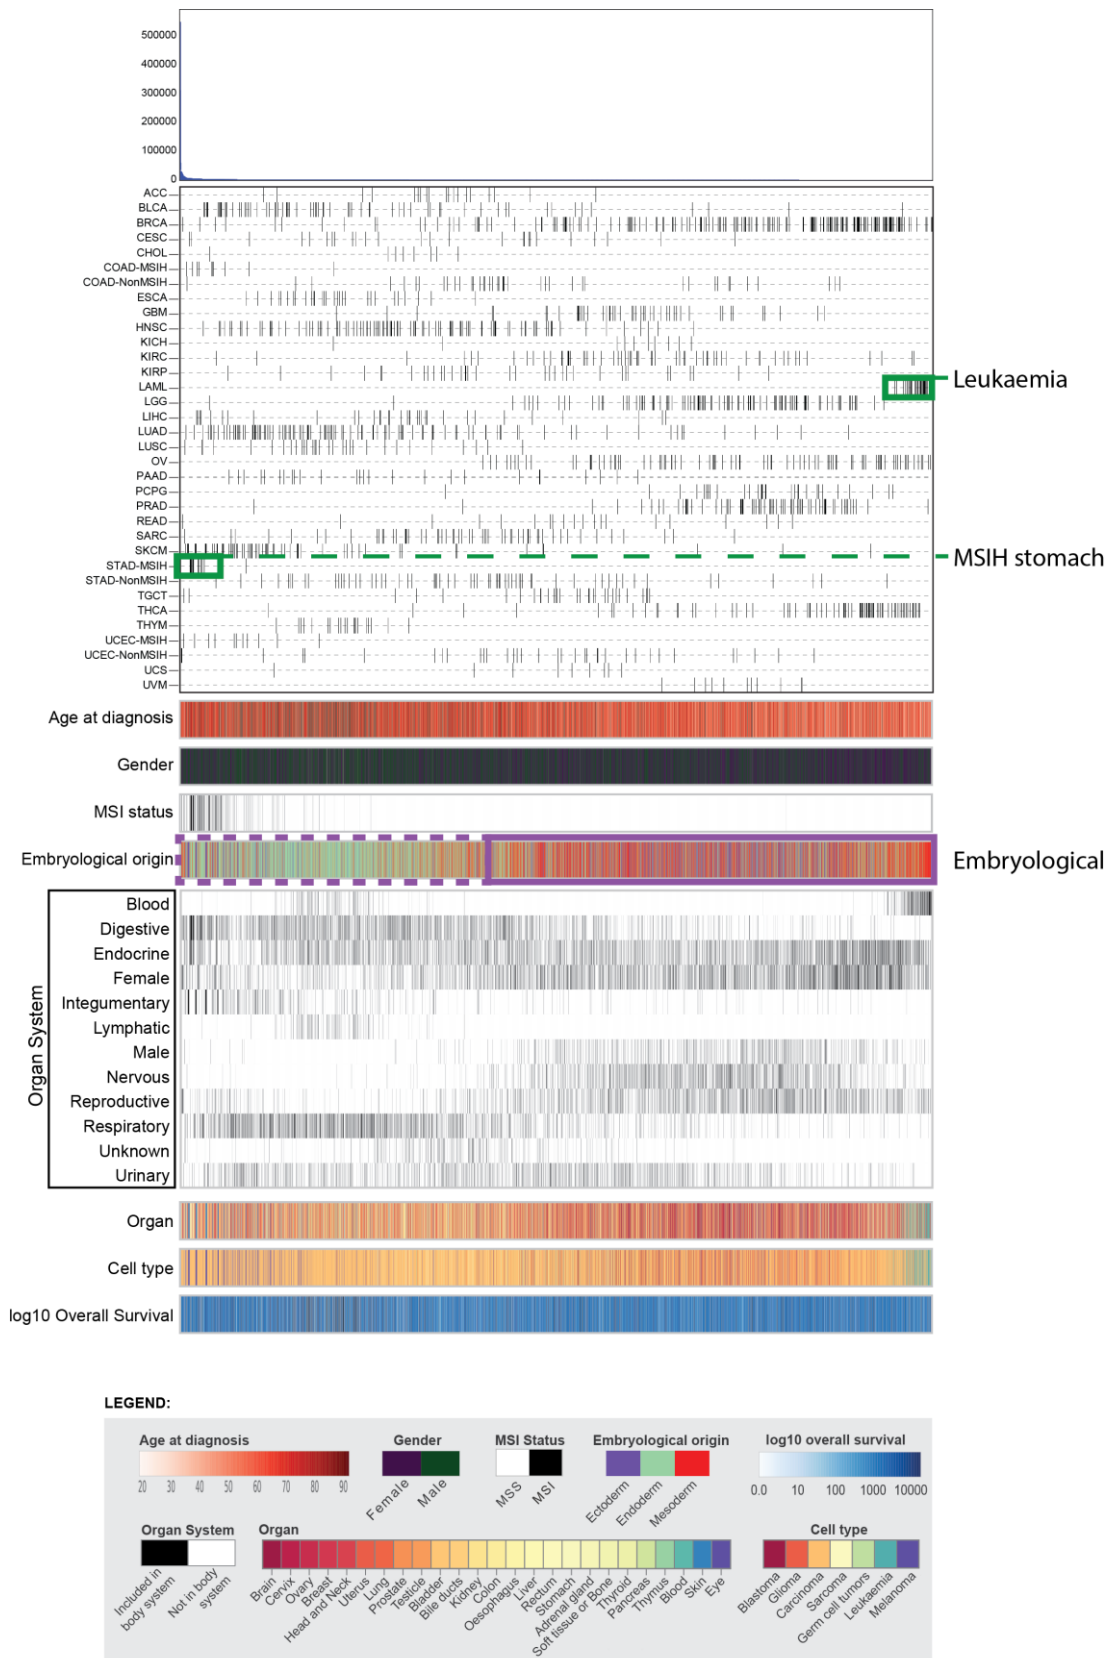 500000
400000
300000
200000
100000
0
ACC
BLCA
BRCA
CESC
CHOL
COAD-MSIH
COAD-NonMSIH
ESCA
GBM
HNSC
KICH
KIRC
KIRP
LAML
Leukaemia
LGG
LIHC
LUAD
LUSC
OV
PAAD
PCPG
PRAD
READ
SARC
SKCM
MSIH stomach
STAD-MSIH
STAD-NonMSIH
TGCT
THCA
THYM
UCEC-MSIH
UCEC-NonMSIH
UCS
UVM
Age at diagnosis
Gender
MSI status
Embryological origin
Embryological
Organ System
Blood
Digestive
Endocrine
Female
Integumentary
Lymphatic
Male
Nervous
Reproductive
Respiratory
Unknown
Urinary
Organ
Cell type
log10 Overall Survival
LEGEND:
Age at diagnosis
20 30 40 50 60 70 80 90
Gender
Female
Male
MSI Status
MSS
MSI
Embryological origin
Ectoderm
Endoderm
Mesoderm
log10 overall survival
0.0 10 100 1000 10000
Organ System
Included in body system
Not in body system
Organ
Brain
Cervix
Ovary
Breast
Head and Neck
Uterus
Lung
Prostate
Testicle
Bladder
Bile ducts
Kidney
Colon
Oesophagus
Liver
Rectum
Stomach
Adrenal gland
Soft tissue or Bone
Thyroid
Pancreas
Thymus
Blood
Skin
Eye
Cell type
Blastoma
Glioma
Carcinoma
Sarcoma
Germ cell tumors
Leukaemia
Melanoma